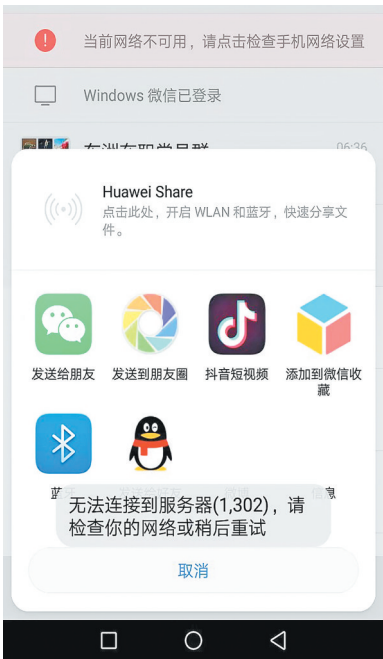 当前网络不可用，请点击检查手机网络设置
Windows 微信已登录
06:36
Huawei Share
点击此处，开启 WLAN 和蓝牙，快速分享文
件。
发送给朋友
发送到朋友圈
抖音短视频
添加到微信收
藏
无法连接到服务器(1,302)，请
检查你的网络或稍后重试
取消